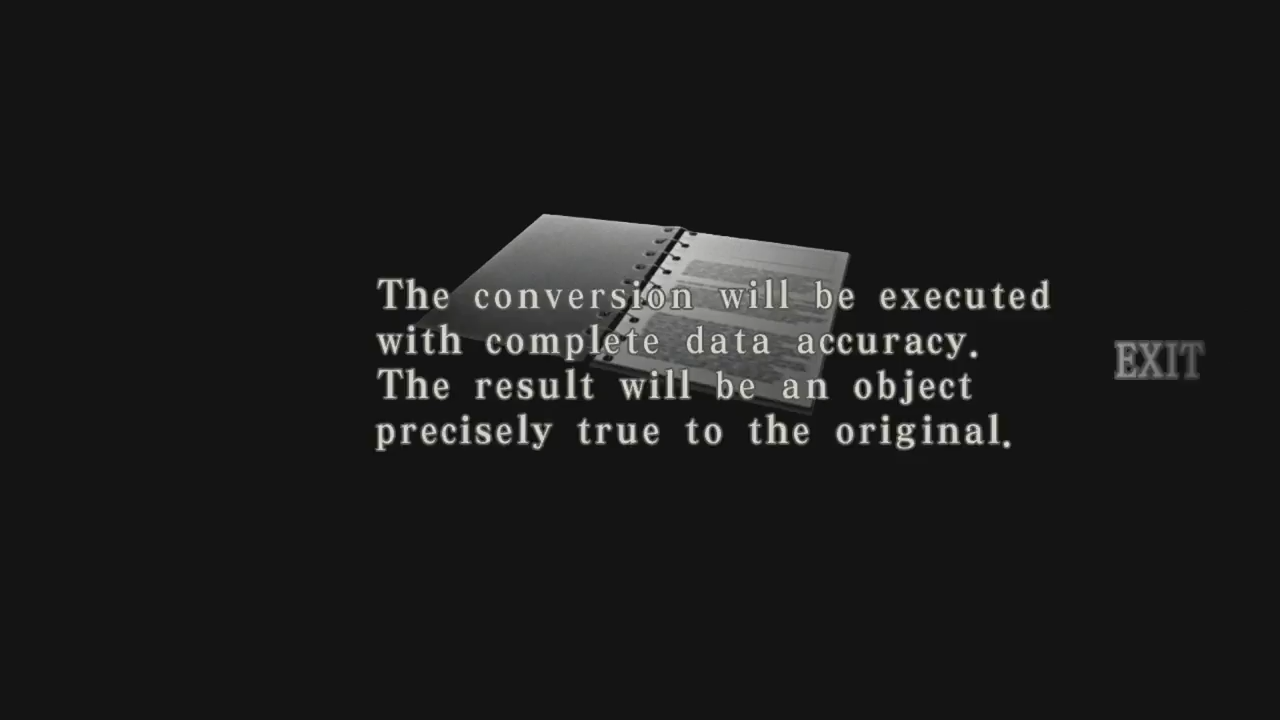 The conversion will be executed
with complete data accuracy.
The result will be an object
precisely true to the original.
EXIT